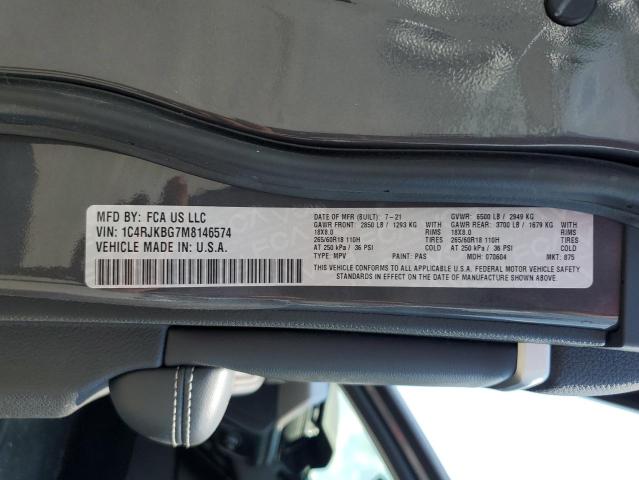 MFD BY: FCA US LLC
VIN: 1C4RJKBG7M8146574
VEHICLE MADE IN: U.S.A.
DATE OF MFR (BUILT): 7-21 GVWR: 6500 LB / 2949 KG
GAWR FRONT: 2850 LB / 1293 KG GAWR REAR: 3700 LB / 1679 KG
18X8.0 TIRES 18X8.0 TIRES
265/60R18 110H 265/60R18 110H
AT 250 kPa / 36 PSI COLD AT 250 kPa / 36 PSI COLD
TYPE: MPV PAINT: PAS MDH: 070604 MKT: 875
THIS VEHICLE CONFORMS TO ALL APPLICABLE U.S.A. FEDERAL MOTOR VEHICLE SAFETY
STANDARDS IN EFFECT ON THE DATE OF MANUFACTURE SHOWN ABOVE.